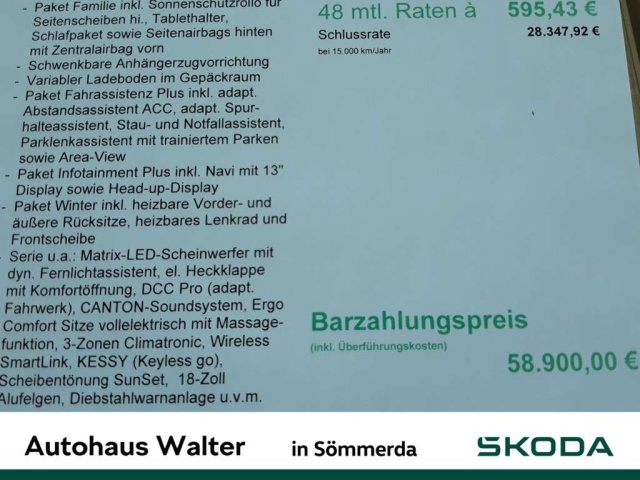 - Paket Familie inkl. Sonnenschutzrollo für
Seitenscheiben hi., Tablethalter,
Schlafpaket sowie Seitenairbags hinten
mit Zentralairbag vorn
- Schwenkbare Anhängerzugvorrichtung
- Variabler Ladeboden im Gepäckraum
- Paket Fahrassistenz Plus inkl. adapt.
Abstandsassistent ACC, adapt. Spur-
halteassistent, Stau- und Notfallassistent,
Parklenkassistent mit trainiertem Parken
sowie Area-View
- Paket Infotainment Plus inkl. Navi mit 13"
Display sowie Head-up-Display
- Paket Winter inkl. heizbare Vorder- und
äußere Rücksitze, heizbares Lenkrad und
Frontscheibe
- Serie u.a.: Matrix-LED-Scheinwerfer mit
dyn. Fernlichtassistent, el. Heckklappe
mit Komfortöffnung, DCC Pro (adapt.
Fahrwerk), CANTON-Soundsystem, Ergo
Comfort Sitze vollelektrisch mit Massage-
funktion, 3-Zonen Climatronic, Wireless
SmartLink, KESSY (Keyless go),
Scheibentönung SunSet, 18-Zoll
Alufelgen, Diebstahlwarnanlage u.v.m.
48 mtl. Raten à 595,43 €
Schlussrate 28.347,92 €
bei 15.000 km/Jahr
Barzahlungspreis
(inkl. Überführungskosten)
58.900,00 €
Autohaus Walter in Sömmerda SKODA